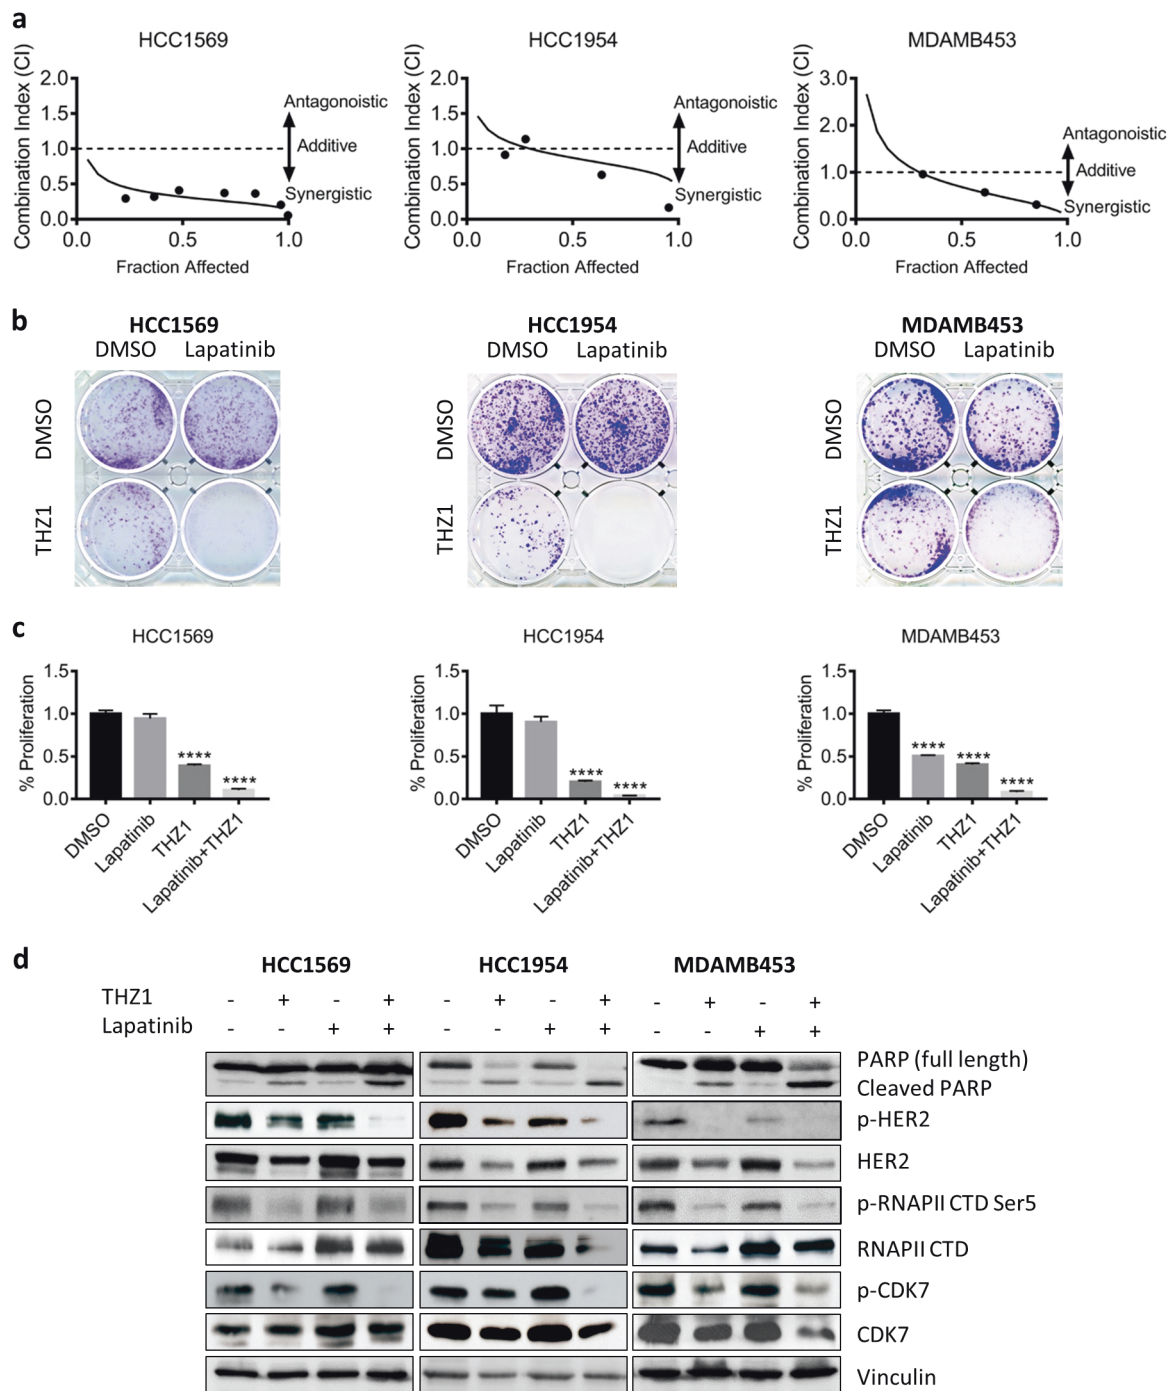 a
HCC1569
HCC1954
MDAMB453
Combination Index (CI)
2.0
1.5
1.0
0.5
0.0
0.0
0.5
1.0
Fraction Affected
Antagonoistic
Additive
Synergistic
Combination Index (CI)
2.0
1.5
1.0
0.5
0.0
0.0
0.5
1.0
Fraction Affected
Antagonoistic
Additive
Synergistic
Combination Index (CI)
3.0
2.0
1.0
0.0
0.0
0.5
1.0
Fraction Affected
Antagonoistic
Additive
Synergistic
b
HCC1569
DMSO Lapatinib
DMSO
THZ1
HCC1954
DMSO Lapatinib
DMSO
THZ1
MDAMB453
DMSO Lapatinib
DMSO
THZ1
c
HCC1569
% Proliferation
1.5
1.0
0.5
0.0
****
****
DMSO
Lapatinib
THZ1
Lapatinib+THZ1
HCC1954
% Proliferation
1.5
1.0
0.5
0.0
****
****
DMSO
Lapatinib
THZ1
Lapatinib+THZ1
MDAMB453
% Proliferation
1.5
1.0
0.5
0.0
****
****
****
DMSO
Lapatinib
THZ1
Lapatinib+THZ1
d
HCC1569 HCC1954 MDAMB453
THZ1 - + - + - + - + - + - +
Lapatinib - - + + - - + + - - + +
PARP (full length)
Cleaved PARP
p-HER2
HER2
p-RNAPII CTD Ser5
RNAPII CTD
p-CDK7
CDK7
Vinculin